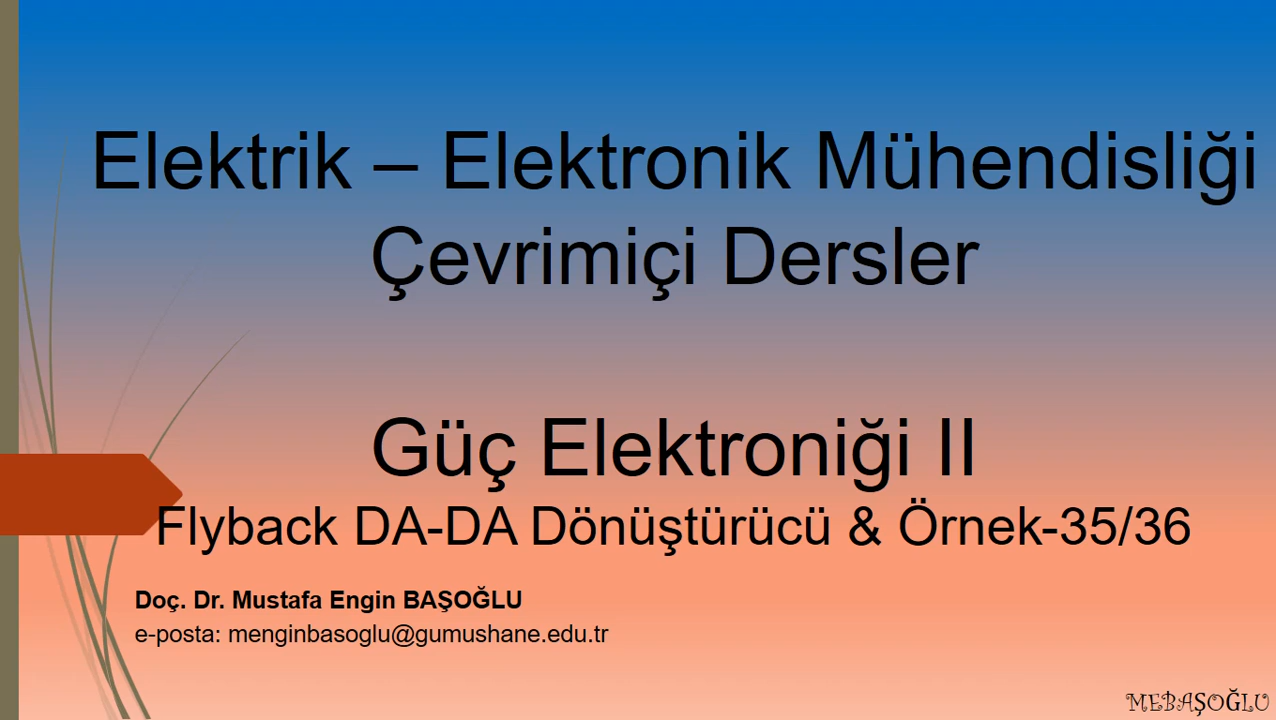 Elektrik – Elektronik Mühendisliği
Çevrimiçi Dersler
Güç Elektroniği II
Flyback DA-DA Dönüştürücü & Örnek-35/36
Doç. Dr. Mustafa Engin BAŞOĞLU
e-posta: menginbasoglu@gumushane.edu.tr
MEBAŞOĞLU